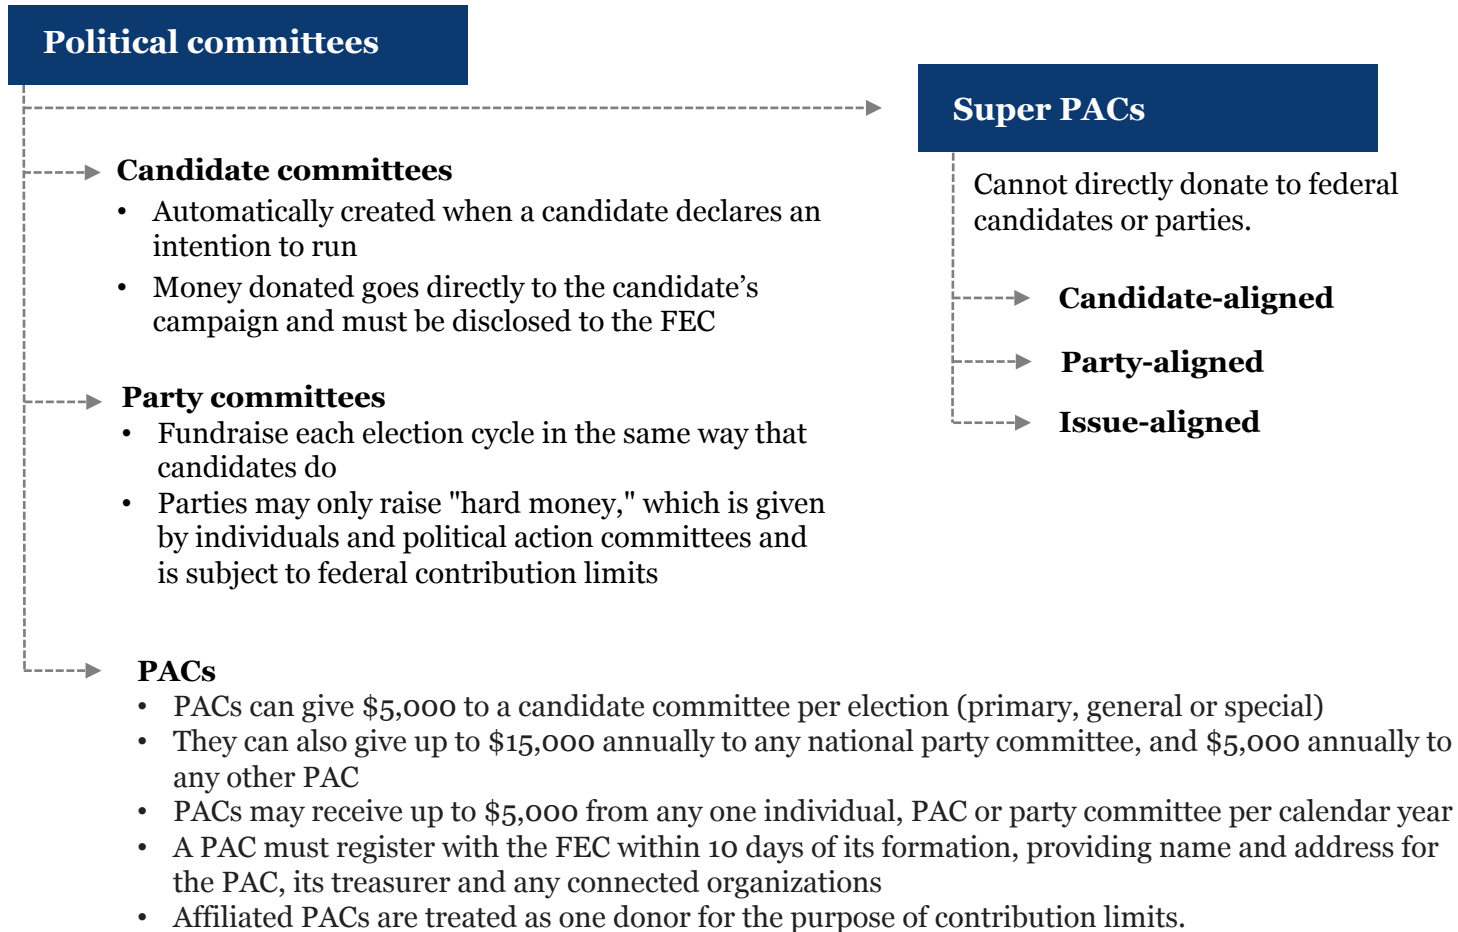 Political committees
Super PACs
Cannot directly donate to federal
candidates or parties.
Candidate-aligned
Party-aligned
Issue-aligned
Candidate committees
• Automatically created when a candidate declares an
intention to run
• Money donated goes directly to the candidate’s
campaign and must be disclosed to the FEC
Party committees
• Fundraise each election cycle in the same way that
candidates do
• Parties may only raise "hard money," which is given
by individuals and political action committees and
is subject to federal contribution limits
PACs
• PACs can give $5,000 to a candidate committee per election (primary, general or special)
• They can also give up to $15,000 annually to any national party committee, and $5,000 annually to
any other PAC
• PACs may receive up to $5,000 from any one individual, PAC or party committee per calendar year
• A PAC must register with the FEC within 10 days of its formation, providing name and address for
the PAC, its treasurer and any connected organizations
• Affiliated PACs are treated as one donor for the purpose of contribution limits.